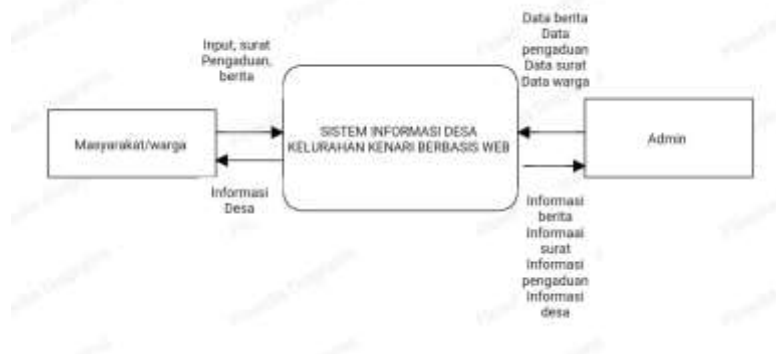 Input, surat
Pengaduan,
berita
Data berita
Data
pengaduan
Data surat
Data warga
Masyarakat/warga
SISTEM INFORMASI DESA
KELURAHAN KENARI BERBASIS WEB
Admin
Informasi
Desa
Informasi
berita
Informaai
surat
Informasi
pengaduan
Informasi
desa